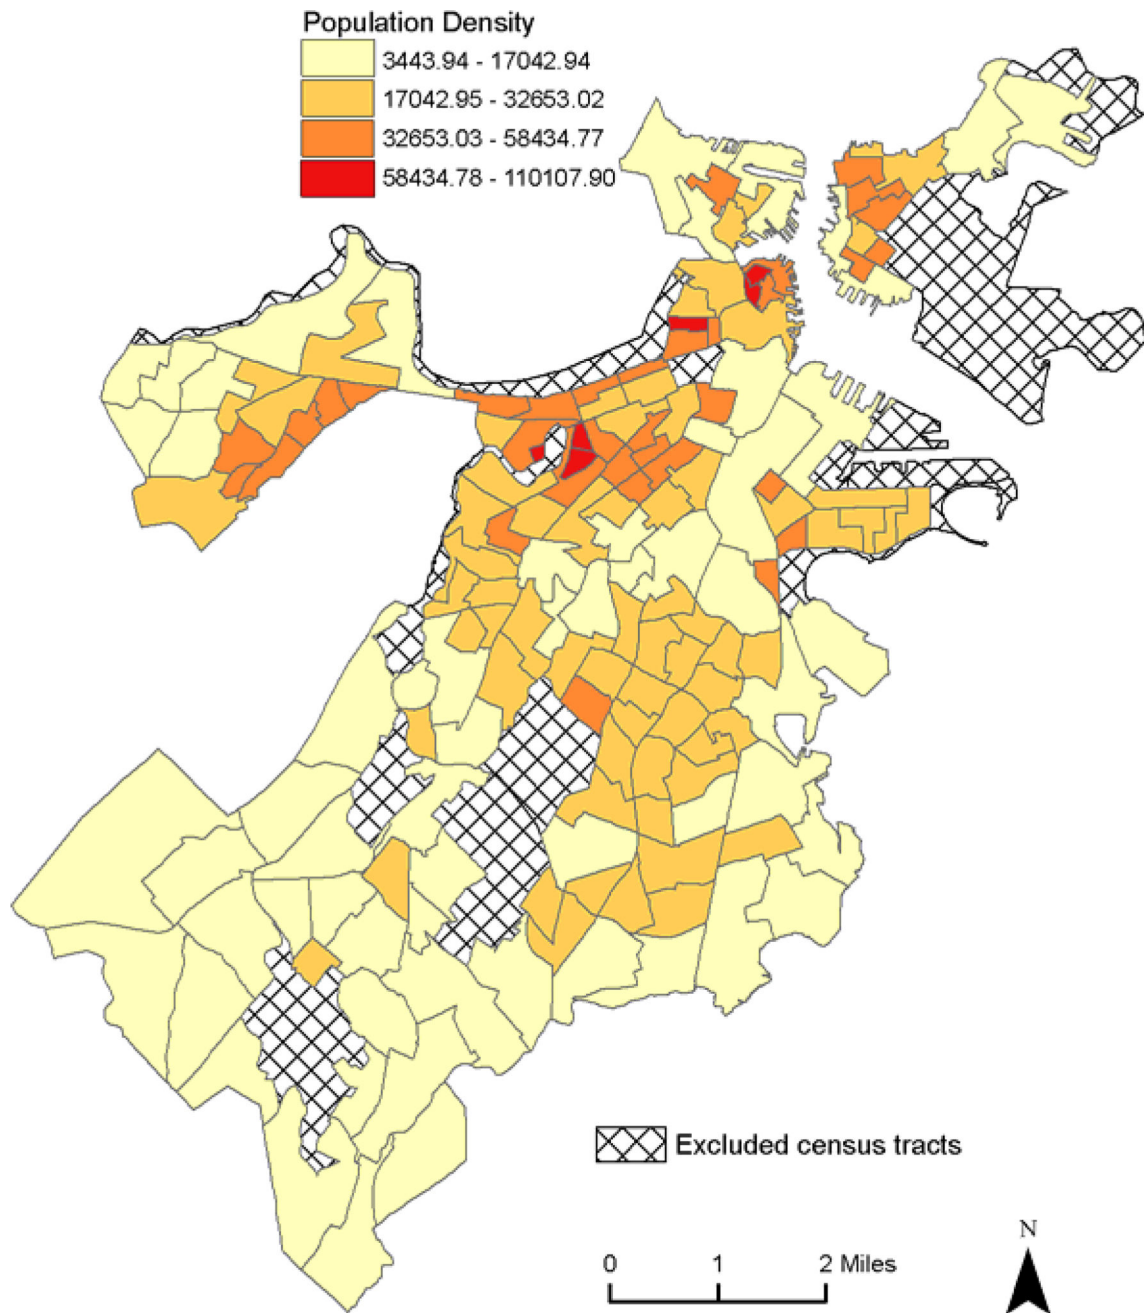 Population Density
3443.94 - 17042.94
17042.95 - 32653.02
32653.03 - 58434.77
58434.78 - 110107.90
Excluded census tracts
N
0 1 2 Miles